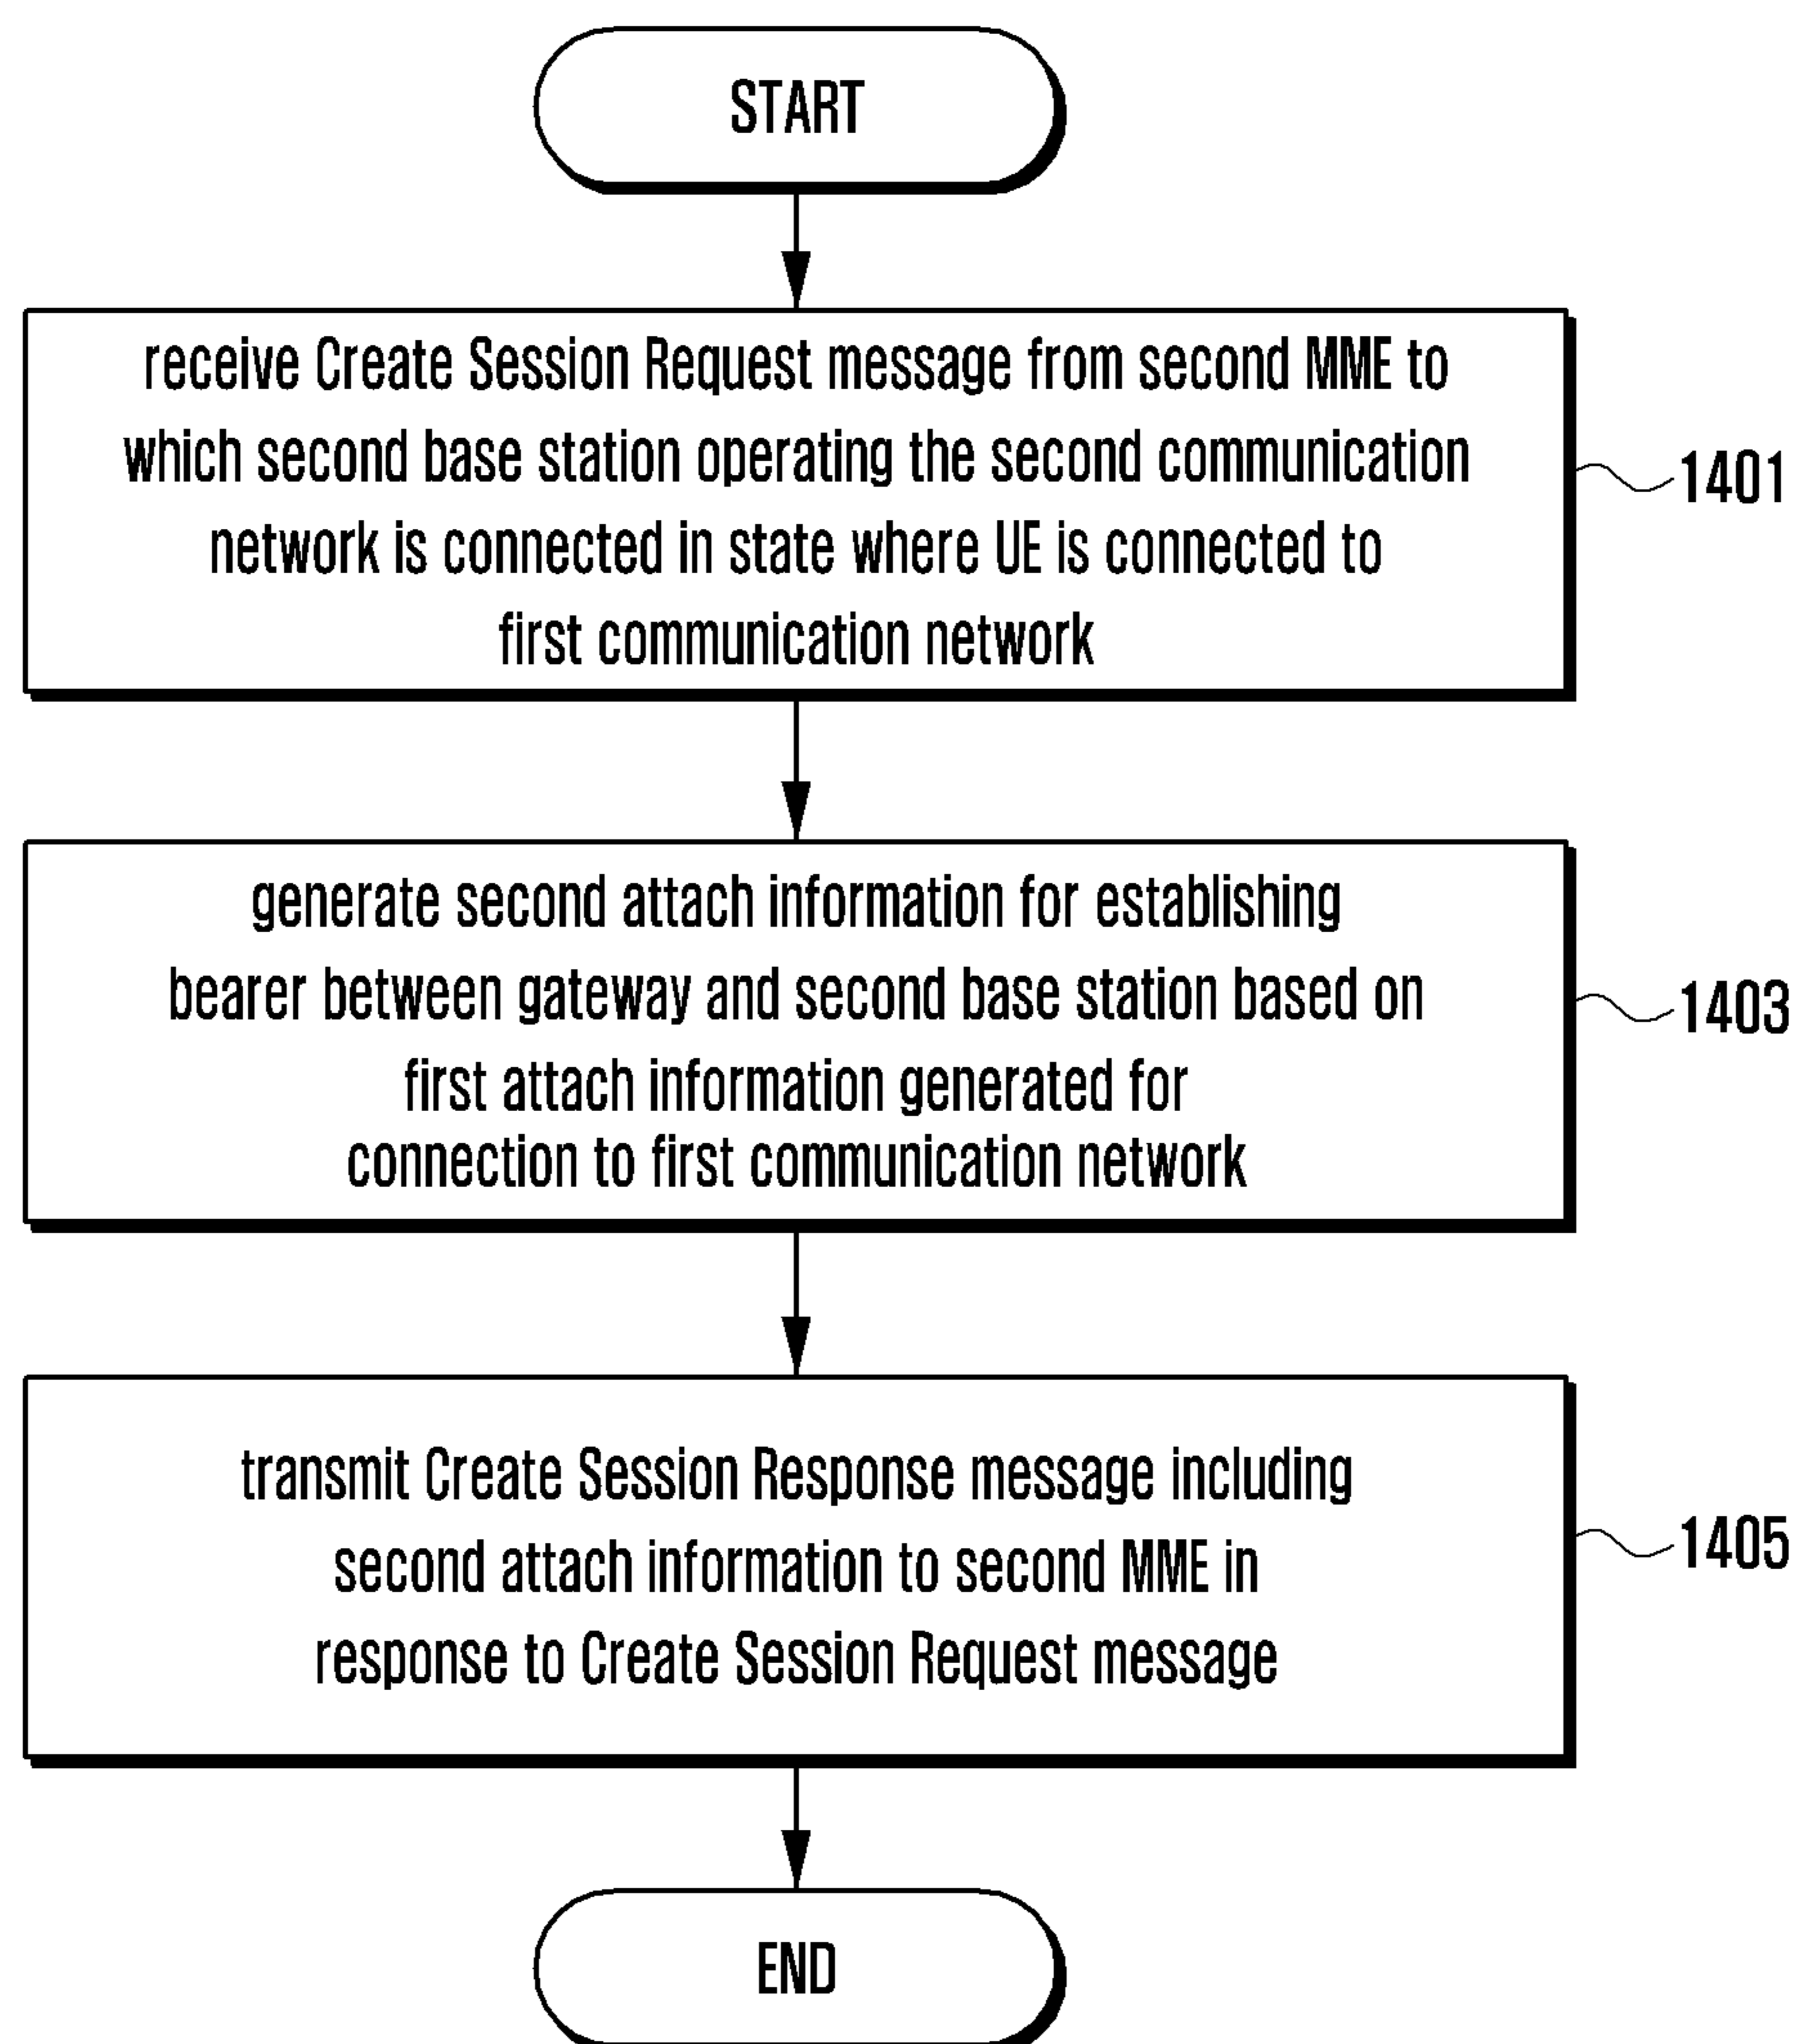 START
receive Create Session Request message from second MME to
which second base station operating the second communication
network is connected in state where UE is connected to
first communication network
1401
generate second attach information for establishing
bearer between gateway and second base station based on
first attach information generated for
connection to first communication network
1403
transmit Create Session Response message including
second attach information to second MME in
response to Create Session Request message
1405
END